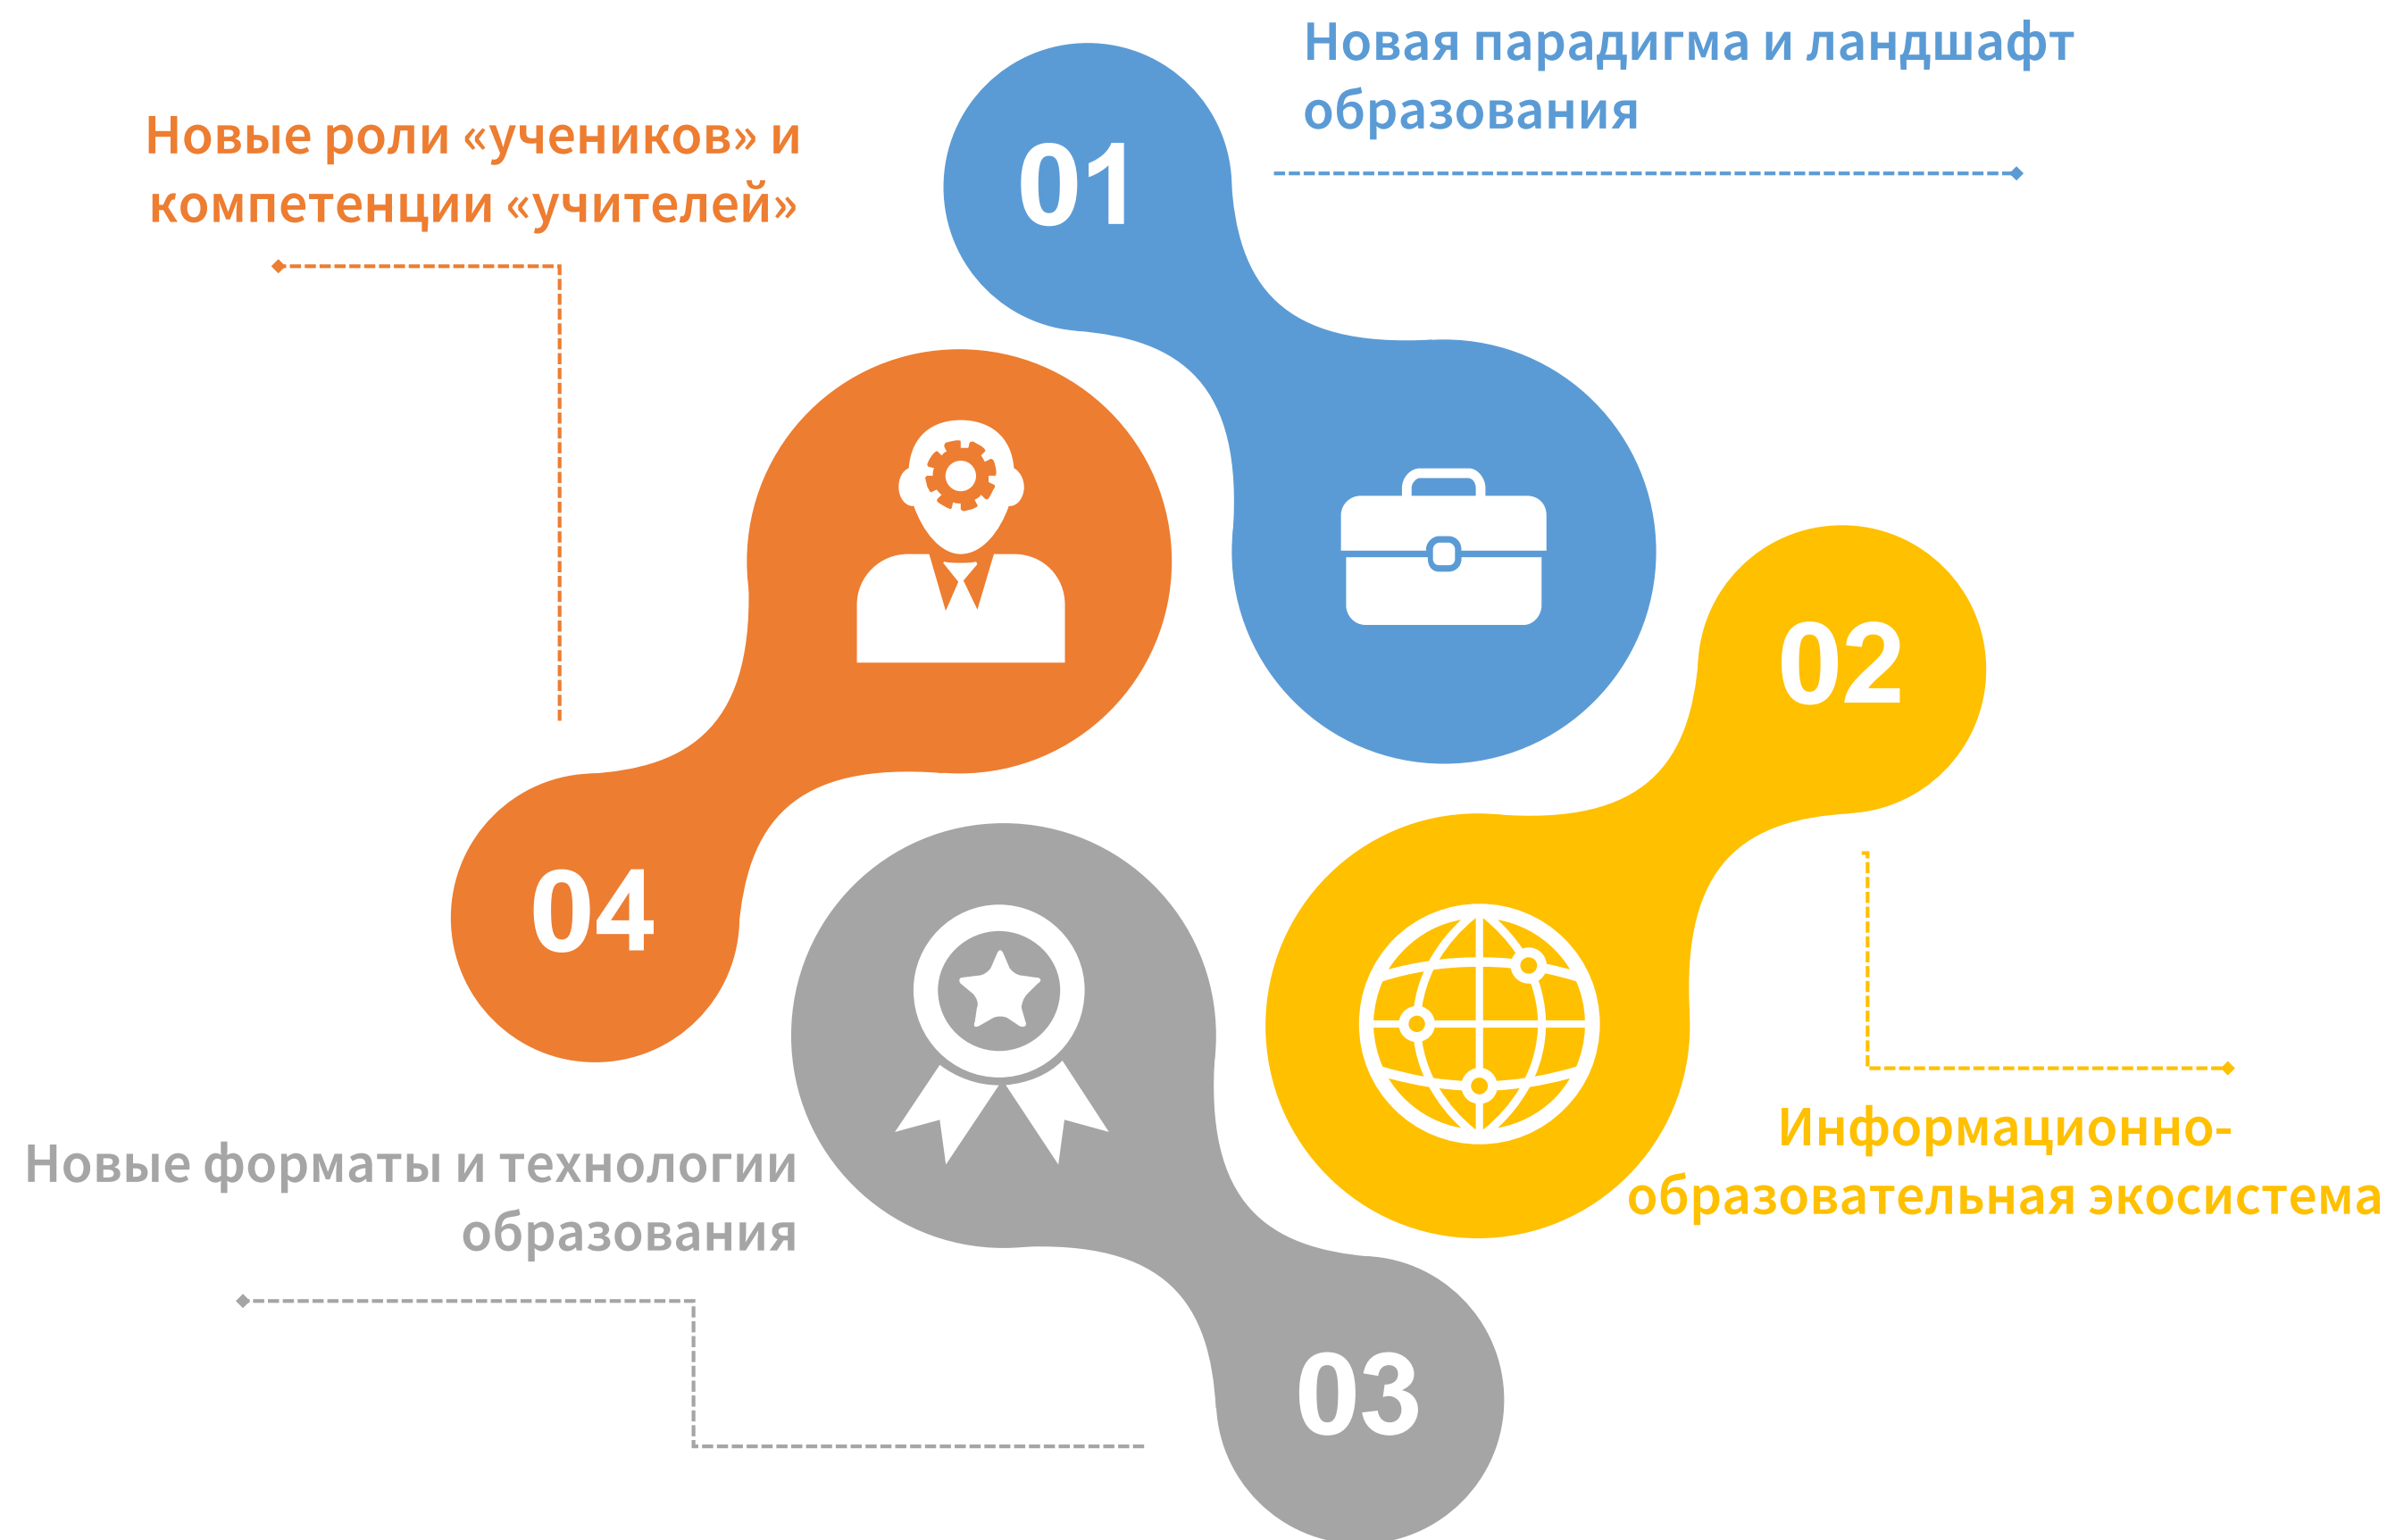 01
Новая парадигма и ландшафт
образования
02
Информационно-
образовательная экосистема
03
Новые форматы и технологии
образования
04
Новые роли «учеников» и
компетенции «учителей»